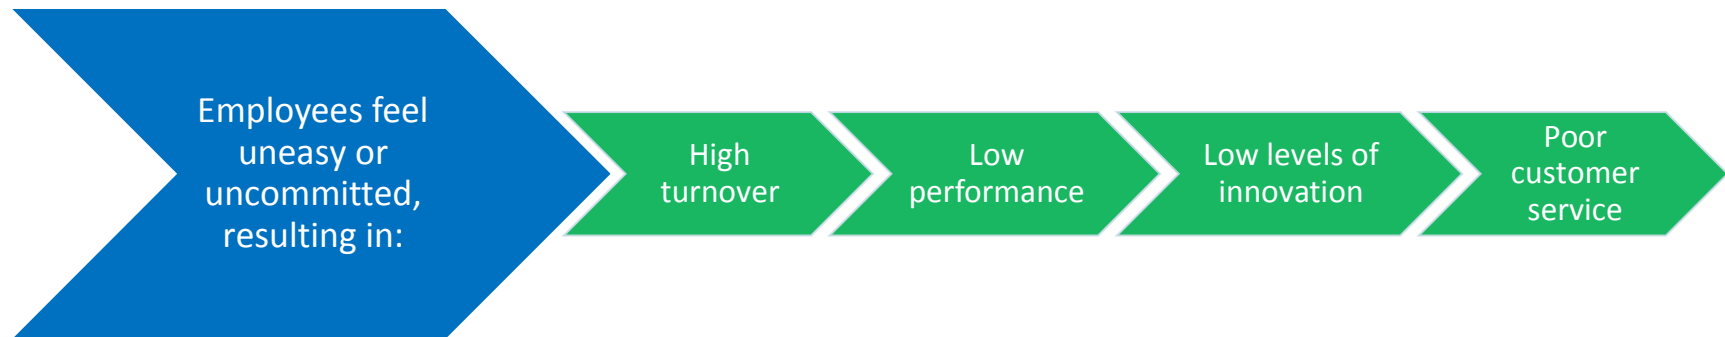 Employees feel
uneasy or
uncommitted,
resulting in:
High
turnover
Low
performance
Low levels of
innovation
Poor
customer
service